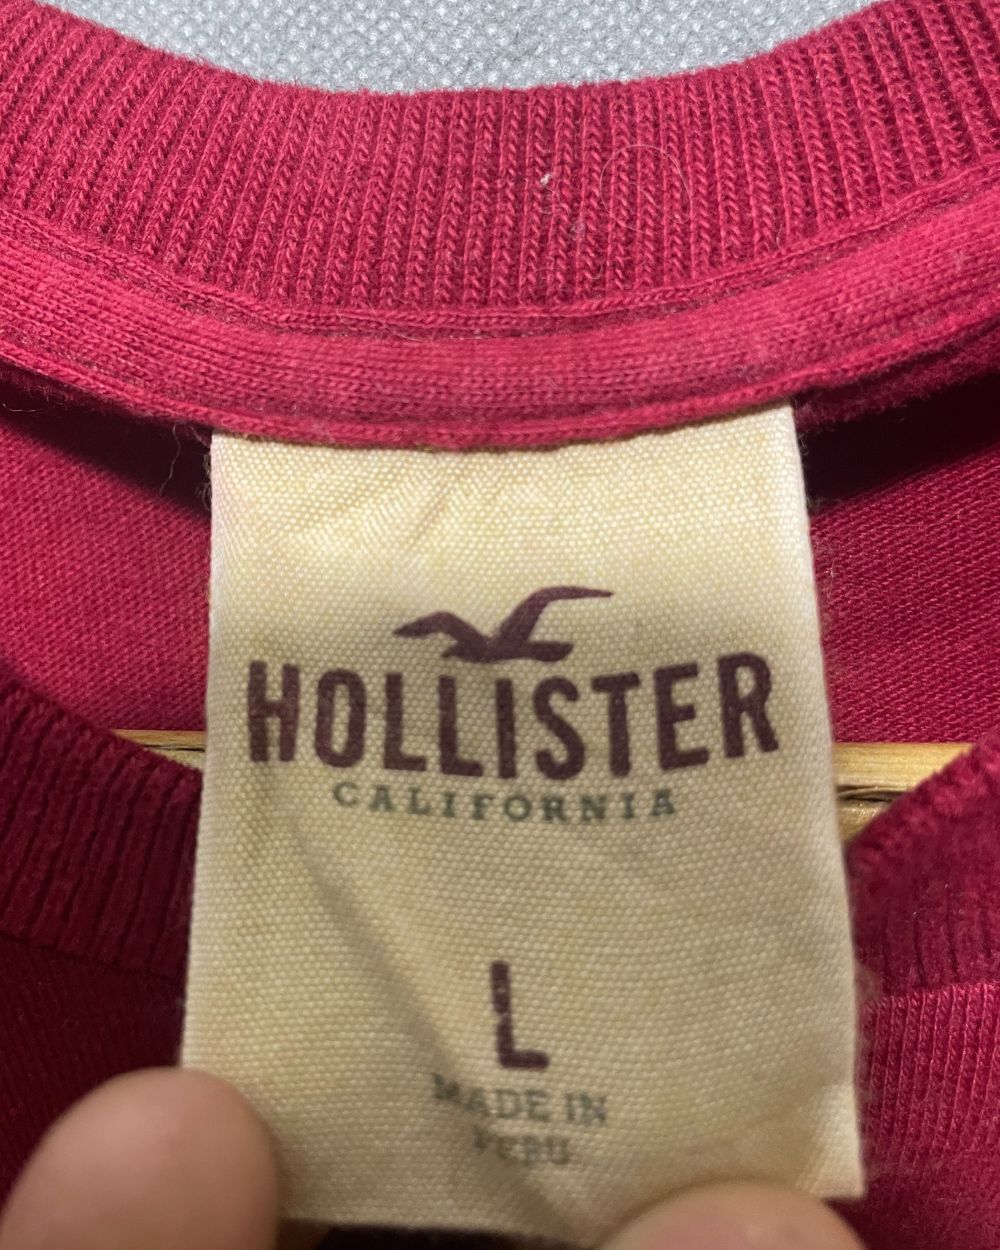 HOLLISTER
CALIFORNIA
L
MADE IN
PERU